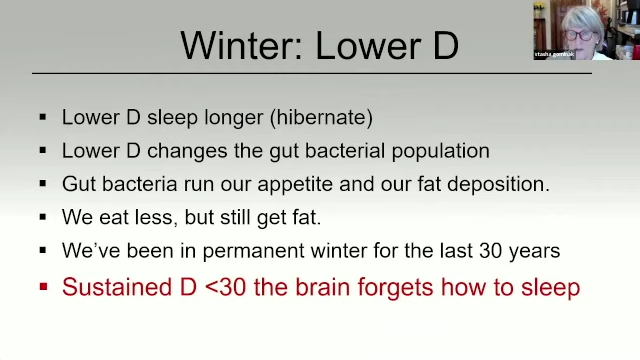 Winter: Lower D
stasha gominak
Lower D sleep longer (hibernate)
Lower D changes the gut bacterial population
Gut bacteria run our appetite and our fat deposition.
We eat less, but still get fat.
We've been in permanent winter for the last 30 years
Sustained D <30 the brain forgets how to sleep